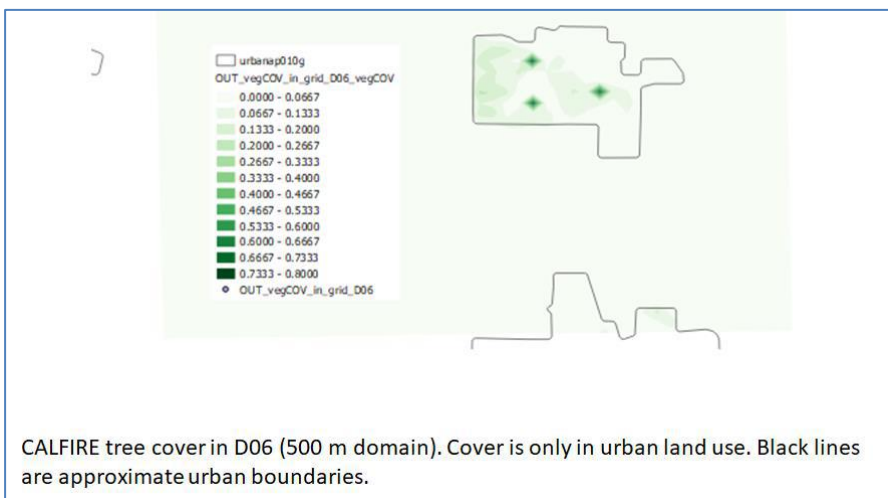 urbanap010g
OUT_vegCOV_in_grid_D06_vegCOV
0.0000 - 0.0667
0.0667 - 0.1333
0.1333 - 0.2000
0.2000 - 0.2667
0.2667 - 0.3333
0.3333 - 0.4000
0.4000 - 0.4667
0.4667 - 0.5333
0.5333 - 0.6000
0.6000 - 0.6667
0.6667 - 0.7333
0.7333 - 0.8000
OUT_vegCOV_in_grid_D06
CALFIRE tree cover in D06 (500 m domain). Cover is only in urban land use. Black lines
are approximate urban boundaries.